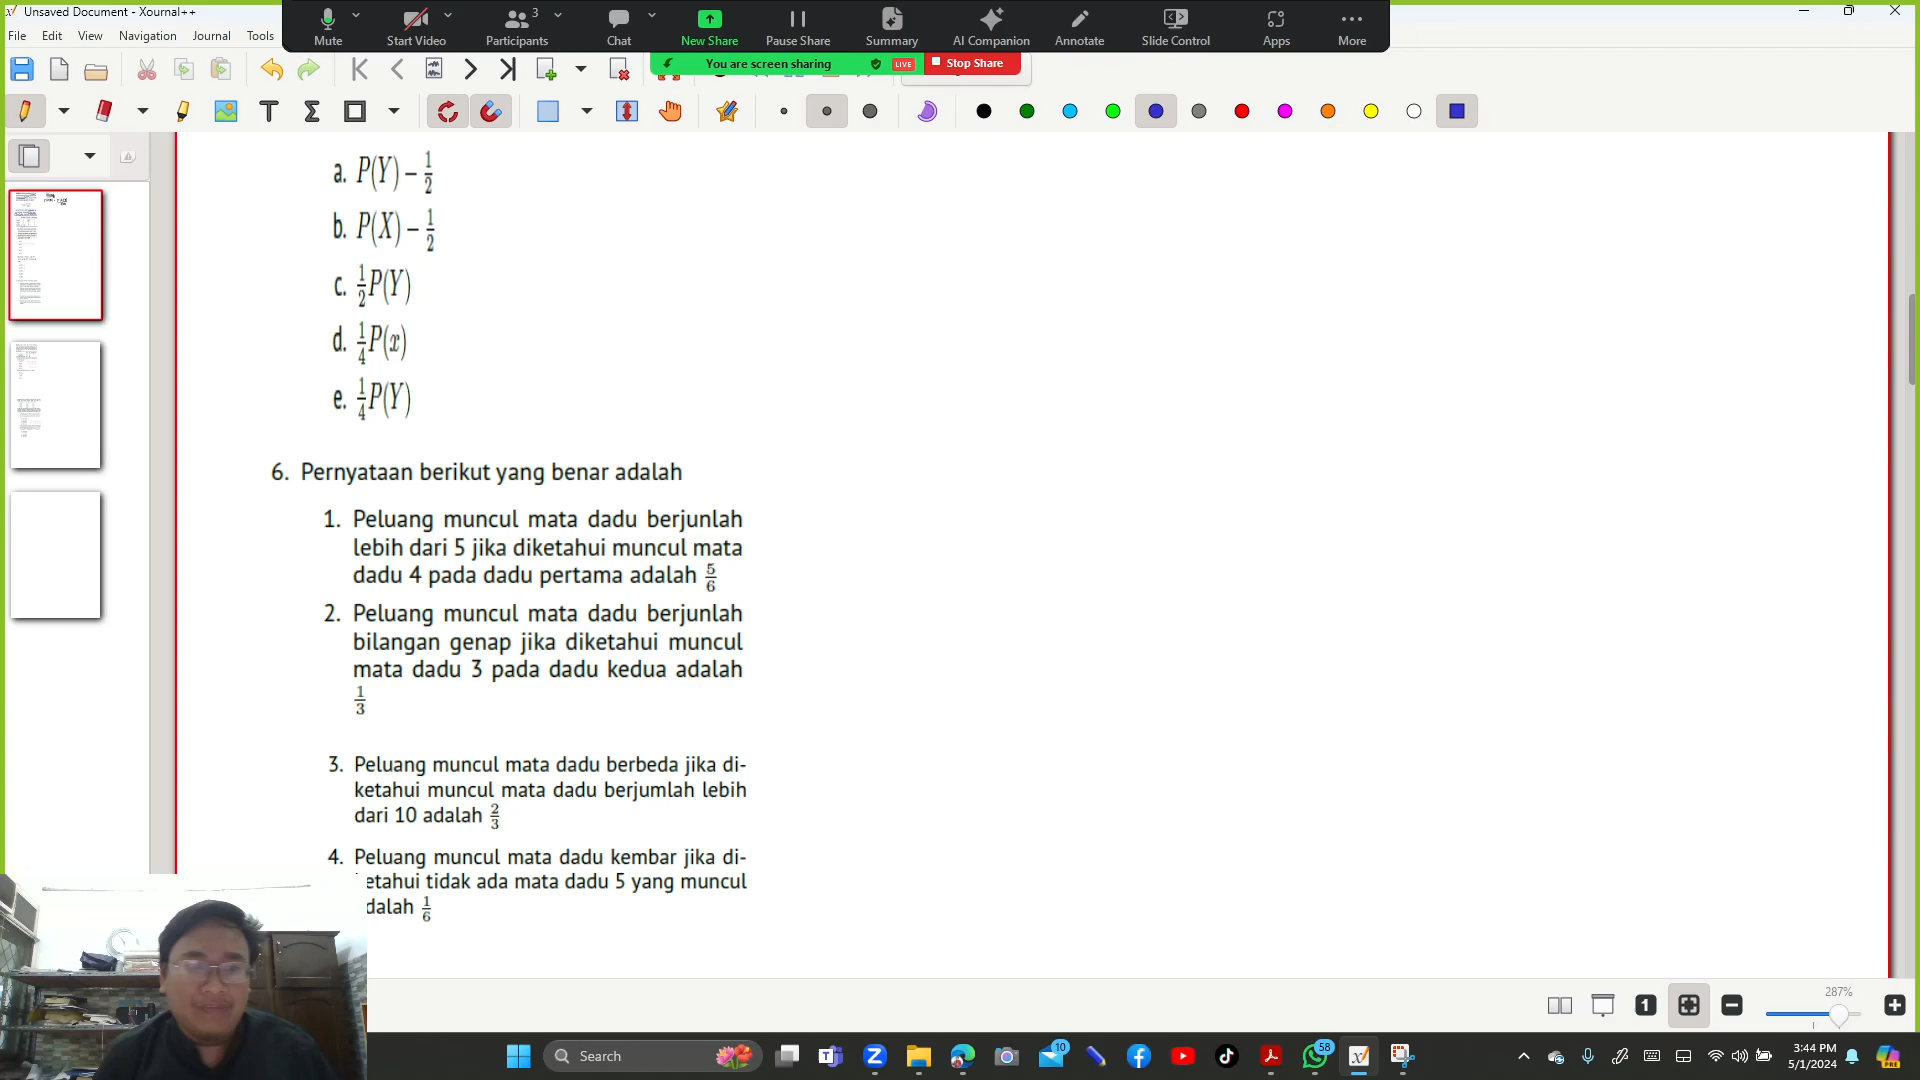 Unsaved Document - Xournal++
File Edit View Navigation Journal Tools
Mute Start Video Participants 3 Chat New Share Pause Share Summary AI Companion Annotate Slide Control Apps More
You are screen sharing LIVE Stop Share
a. P(Y) – 1/2
b. P(X) – 1/2
c. 1/2 P(Y)
d. 1/4 P(x)
e. 1/4 P(Y)
6. Pernyataan berikut yang benar adalah
1. Peluang muncul mata dadu berjunlah
lebih dari 5 jika diketahui muncul mata
dadu 4 pada dadu pertama adalah 5/6
2. Peluang muncul mata dadu berjunlah
bilangan genap jika diketahui muncul
mata dadu 3 pada dadu kedua adalah
1/3
3. Peluang muncul mata dadu berbeda jika di-
ketahui muncul mata dadu berjumlah lebih
dari 10 adalah 2/3
4. Peluang muncul mata dadu kembar jika di-
etahui tidak ada mata dadu 5 yang muncul
dalah 1/6
287%
1
Search
10
58
3:44 PM
5/1/2024
PRE